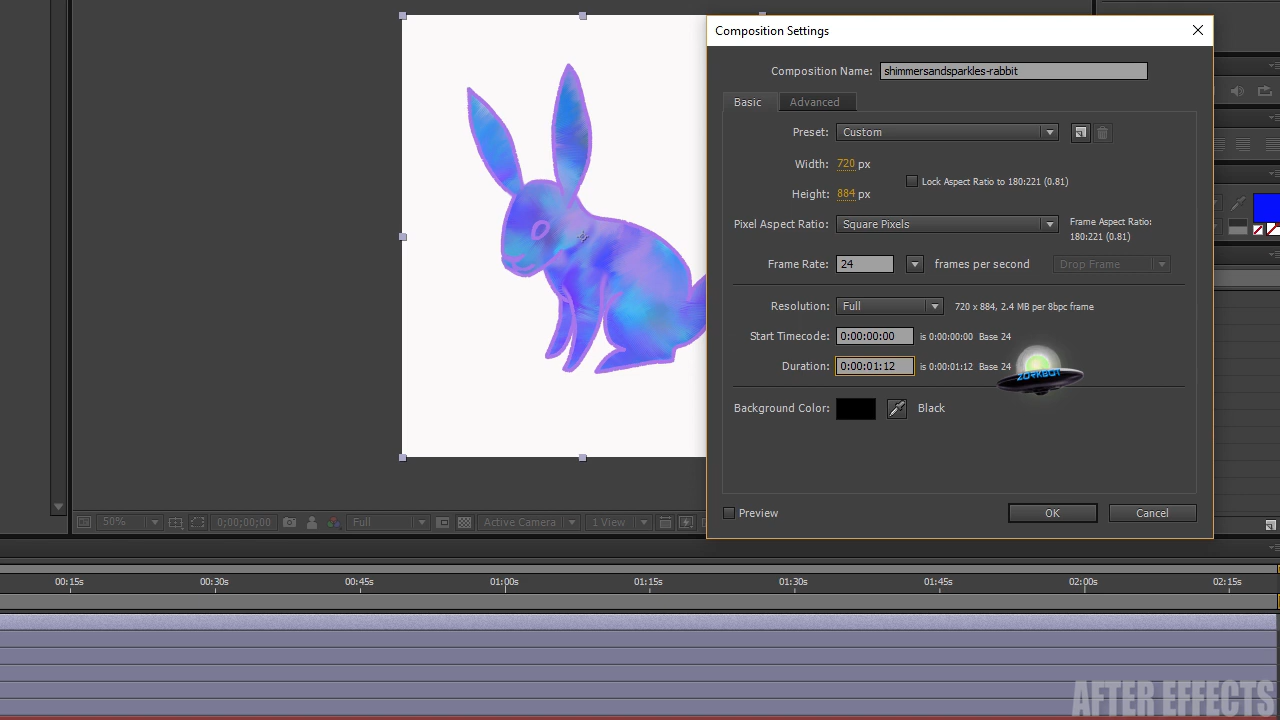 Composition Settings
Composition Name: shimmersandsparkles-rabbit
Basic Advanced
Preset: Custom
Width: 720 px
Lock Aspect Ratio to 180:221 (0.81)
Height: 884 px
Pixel Aspect Ratio: Square Pixels
Frame Aspect Ratio:
180:221 (0.81)
Frame Rate: 24 frames per second Drop Frame
Resolution: Full 720 x 884, 2.4 MB per 8bpc frame
Start Timecode: 0:00:00:00 is 0:00:00:00 Base 24
Duration: 0:00:01:12 is 0:00:01:12 Base 24
ZORKBOT
Background Color: Black
Preview OK Cancel
50% 0;00;00;00 Full Active Camera 1 View
00:15s 00:30s 00:45s 01:00s 01:15s 01:30s 01:45s 02:00s 02:15s
AFTER EFFECTS